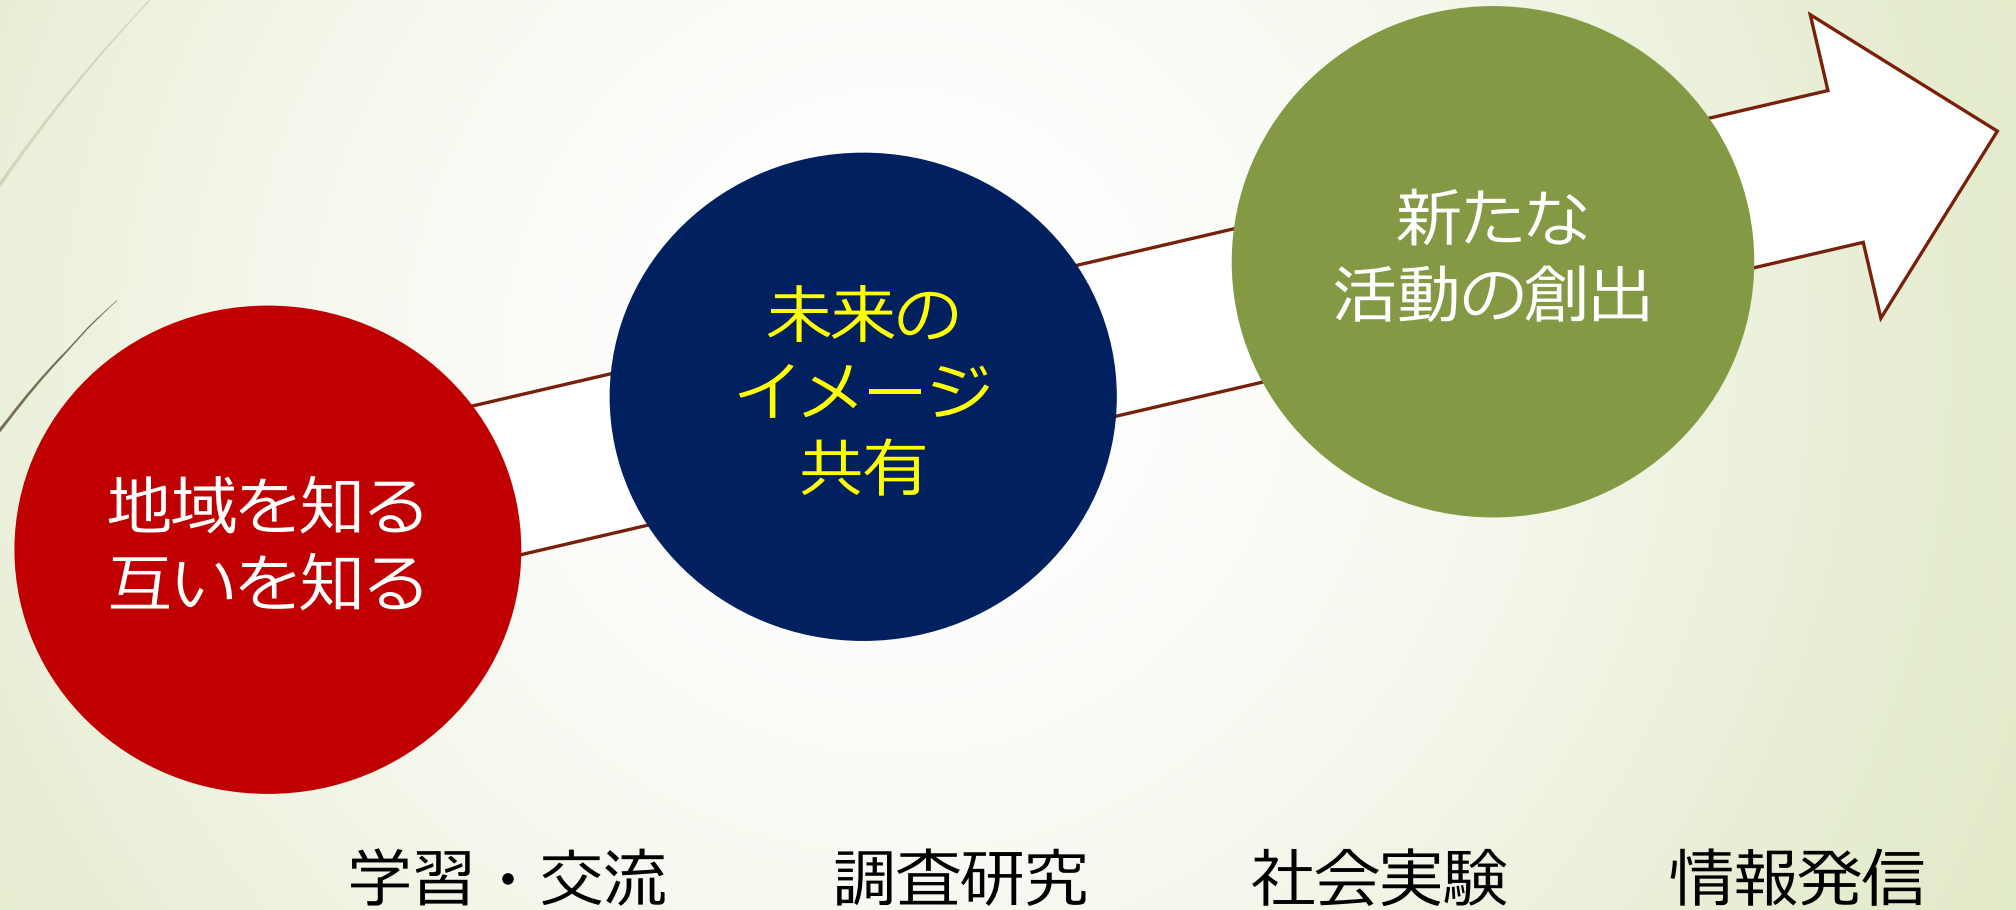 地域を知る
互いを知る
未来の
イメージ
共有
新たな
活動の創出
学習・交流 調査研究 社会実験 情報発信